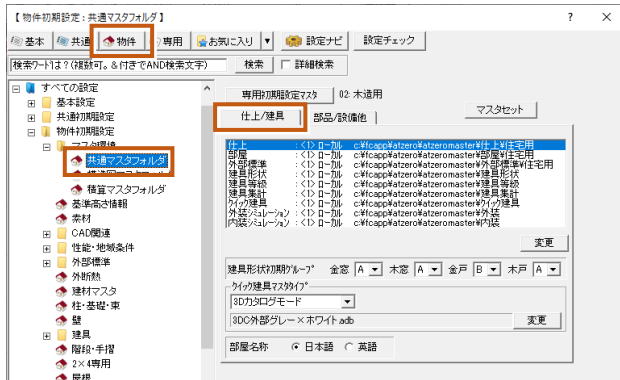 【 物件初期設定 : 共通マスタフォルダ 】 ? ×
基本 共通 物件 専用 お気に入り ▼ 設定ナビ 設定チェック
検索ワードは?(複数可。&付きでAND検索文字) 検索 詳細検索
すべての設定
基本設定
共通初期設定
物件初期設定
マスタ環境
共通マスタフォルダ
積算マスタフォルダ
基準高さ情報
素材
CAD関連
性能・地域条件
外部標準
外断熱
建材マスタ
柱・基礎・束
壁
建具
階段・手摺
2×4専用
屋根
専用初期設定マスタ 02: 木造用
マスタセット
仕上/建具 部品/設備他
仕上 : <1> ローカル c:¥fcapp¥atzero¥atzeromaster¥仕上¥住宅用
部屋 : <1> ローカル c:¥fcapp¥atzero¥atzeromaster¥部屋¥住宅用
外部標準 : <1> ローカル c:¥fcapp¥atzero¥atzeromaster¥外部標準¥住宅用
建具形状 : <1> ローカル c:¥fcapp¥atzero¥atzeromaster¥建具形状
建具等級 : <1> ローカル c:¥fcapp¥atzero¥atzeromaster¥建具等級
建具集計 : <1> ローカル c:¥fcapp¥atzero¥atzeromaster¥建具集計
クイック建具 : <1> ローカル c:¥fcapp¥atzero¥atzeromaster¥クイック建具
外装シミュレーション : <1> ローカル c:¥fcapp¥atzero¥atzeromaster¥外装
内装シミュレーション : <1> ローカル c:¥fcapp¥atzero¥atzeromaster¥内装
変更
建具形状初期グループ 金窓 A 木窓 A 金戸 B 木戸 A
クイック建具マスタタイプ
3Dカタログモード
3DC外部グレー×ホワイト.adb 変更
部屋名称 日本語 英語